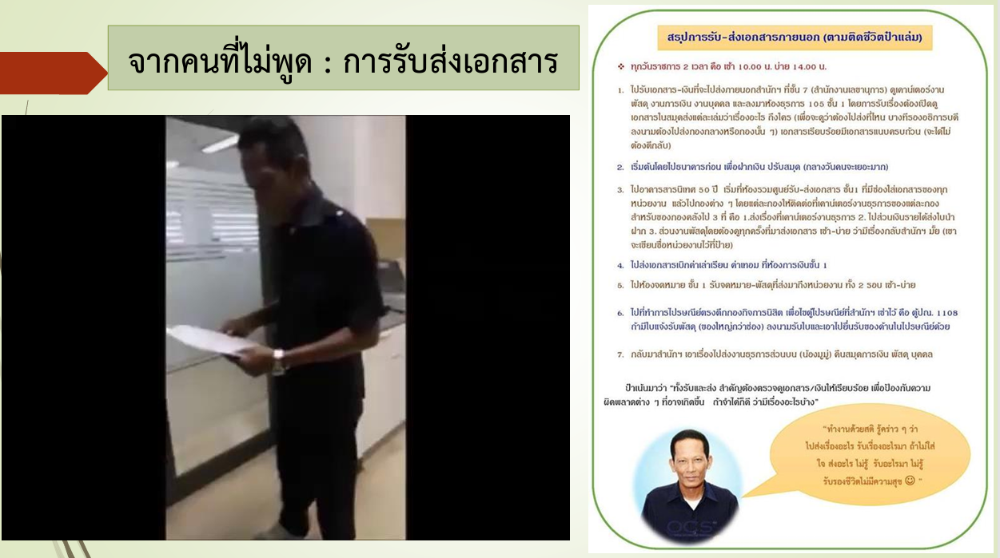 จากคนที่ไม่พูด : การรับส่งเอกสาร
สรุปการรับ-ส่งเอกสารภายนอก (ตามติดชีวิตป๋าแล่ม)
❖ ทุกวันราชการ 2 เวลา คือ เช้า 10.00 น. บ่าย 14.00 น.
1. ไปรับเอกสาร-เงินที่จะไปส่งภายนอกสำนักฯ ที่ชั้น 7 (สำนักงานเลขานุการ) ดูเคาน์เตอร์งาน
พัสดุ งานการเงิน งานบุคคล และลงมาห้องธุรการ 105 ชั้น 1 โดยการรับเรื่องต้องเปิดดู
เอกสารในสมุดส่งแต่ละเล่มว่าเรื่องอะไร ถึงใคร (เพื่อจะดูว่าต้องไปส่งที่ไหน บางทีรองอธิการบดี
ลงนามต้องไปส่งกองกลางหรือกองนั้น ๆ) เอกสารเรียบร้อยมีเอกสารแนบครบถ้วน (จะได้ไม่
ต้องตีกลับ)
2. เริ่มต้นโดยไปธนาคารก่อน เพื่อฝากเงิน ปรับสมุด (กลางวันคนจะเยอะมาก)
3. ไปอาคารสารนิเทศ 50 ปี เริ่มที่ห้องรวมศูนย์รับ-ส่งเอกสาร ชั้น1 ที่มีช่องใส่เอกสารของทุก
หน่วยงาน แล้วไปกองต่าง ๆ โดยแต่ละกองให้ติดต่อที่เคาน์เตอร์งานธุรการของแต่ละกอง
สำหรับของกองคลังไป 3 ที่ คือ 1.ส่งเรื่องที่เคาน์เตอร์งานธุรการ 2. ไปส่วนเงินรายได้ส่งใบนำ
ฝาก 3. ส่วนงานพัสดุโดยต้องดูทุกครั้งที่มาส่งเอกสาร เช้า-บ่าย ว่ามีเรื่องกลับสำนักฯ มั้ย (เขา
จะเขียนชื่อหน่วยงานไว้ที่ป้าย)
4. ไปส่งเอกสารเบิกค่าเล่าเรียน ค่าเทอม ที่ห้องการเงินชั้น 1
5. ไปห้องจดหมาย ชั้น 1 รับจดหมาย-พัสดุที่ส่งมาถึงหน่วยงาน ทั้ง 2 รอบ เช้า-บ่าย
6. ไปที่ทำการไปรษณีย์ตรงตึกกองกิจการนิสิต เพื่อไขตู้ไปรษณีย์ที่สำนักฯ เช่าไว้ คือ ตู้ปณ. 1108
ถ้ามีใบแจ้งรับพัสดุ (ของใหญ่กว่าช่อง) ลงนามรับใบและเอาไปยื่นรับของด้านในไปรษณีย์ด้วย
7. กลับมาสำนักฯ เอาเรื่องไปส่งงานธุรการส่วนบน (น้องมูมู่) คืนสมุดการเงิน พัสดุ บุคคล
ป๋าเน้นมาว่า "ทั้งรับและส่ง สำคัญต้องตรวจดูเอกสาร/เงินให้เรียบร้อย เพื่อป้องกันความ
ผิดพลาดต่าง ๆ ที่อาจเกิดขึ้น ถ้าจำได้ก็ดี ว่ามีเรื่องอะไรบ้าง"
"ทำงานด้วยสติ รู้คร่าว ๆ ว่า
ไปส่งเรื่องอะไร รับเรื่องอะไรมา ถ้าไม่ใส่
ใจ ส่งอะไร ไม่รู้ รับอะไรมา ไม่รู้
รับรองชีวิตไม่มีความสุข ☺ "
OCS